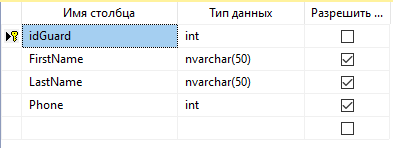 Имя столбца Тип данных Разрешить ...
idGuard int
FirstName nvarchar(50)
LastName nvarchar(50)
Phone int